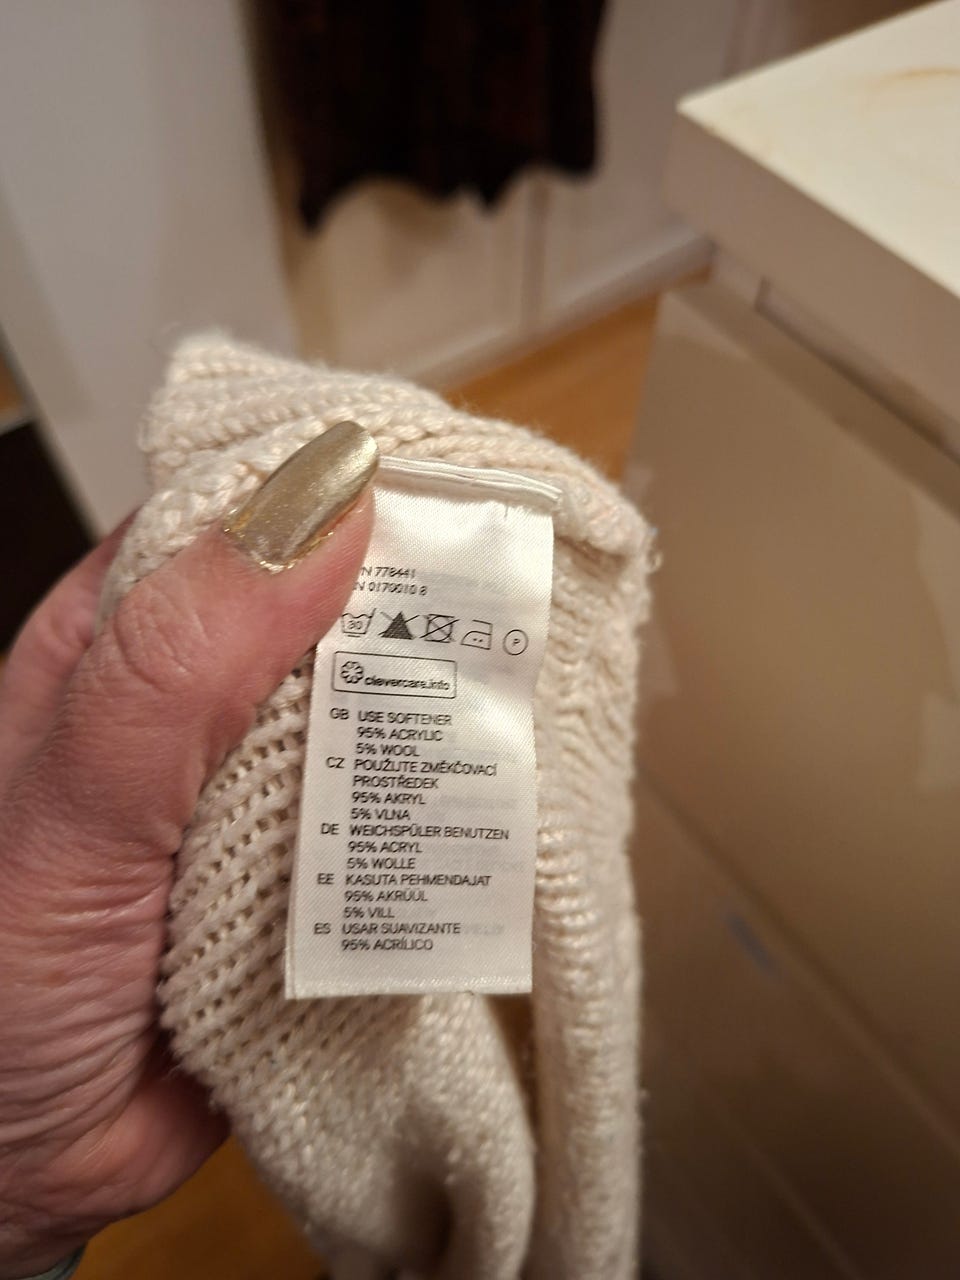 N 778441
N 0170010 8
30
P
clevercare.info
GB USE SOFTENER
95% ACRYLIC
5% WOOL
CZ POUŽIJTE ZMĚKČOVACÍ
PROSTŘEDEK
95% AKRYL
5% VLNA
DE WEICHSPÜLER BENUTZEN
95% ACRYL
5% WOLLE
EE KASUTA PEHMENDAJAT
95% AKRÜÜL
5% VILL
ES USAR SUAVIZANTE
95% ACRÍLICO